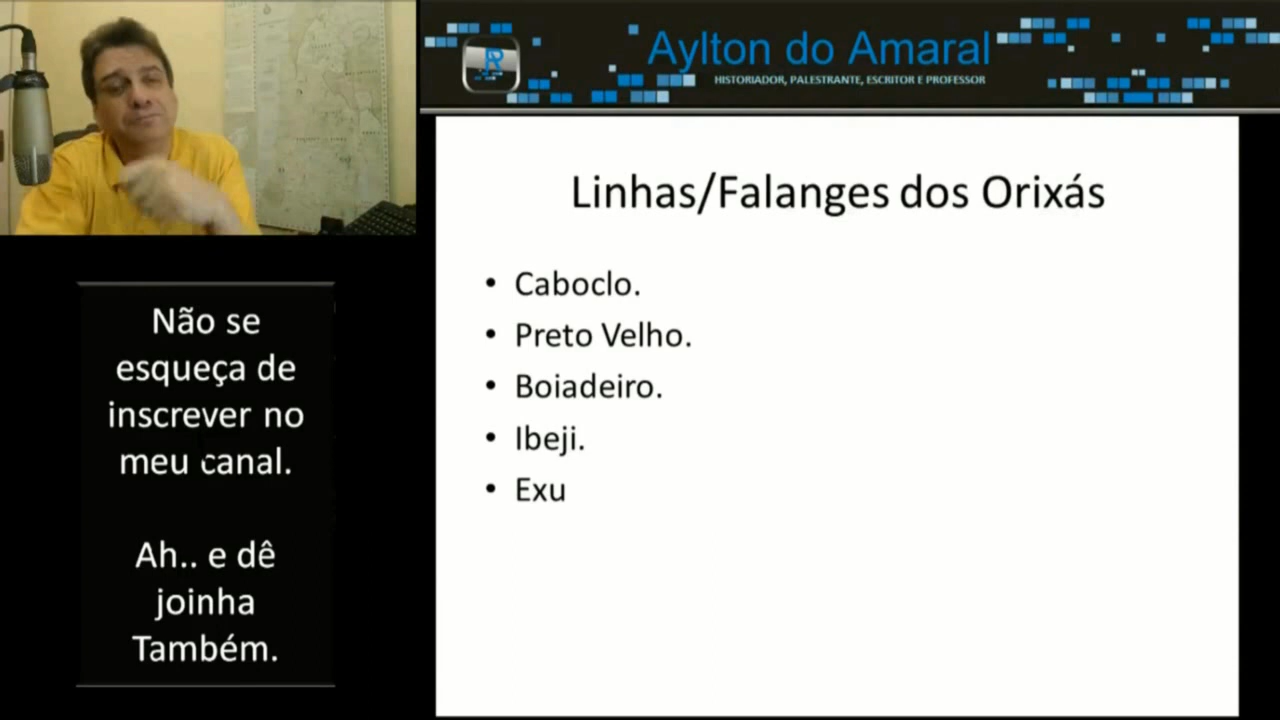 Aylton do Amaral
HISTORIADOR, PALESTRANTE, ESCRITOR E PROFESSOR
R
Linhas/Falanges dos Orixás
• Caboclo.
• Preto Velho.
• Boiadeiro.
• Ibeji.
• Exu
Não se
esqueça de
inscrever no
meu canal.
Ah.. e dê
joinha
Também.